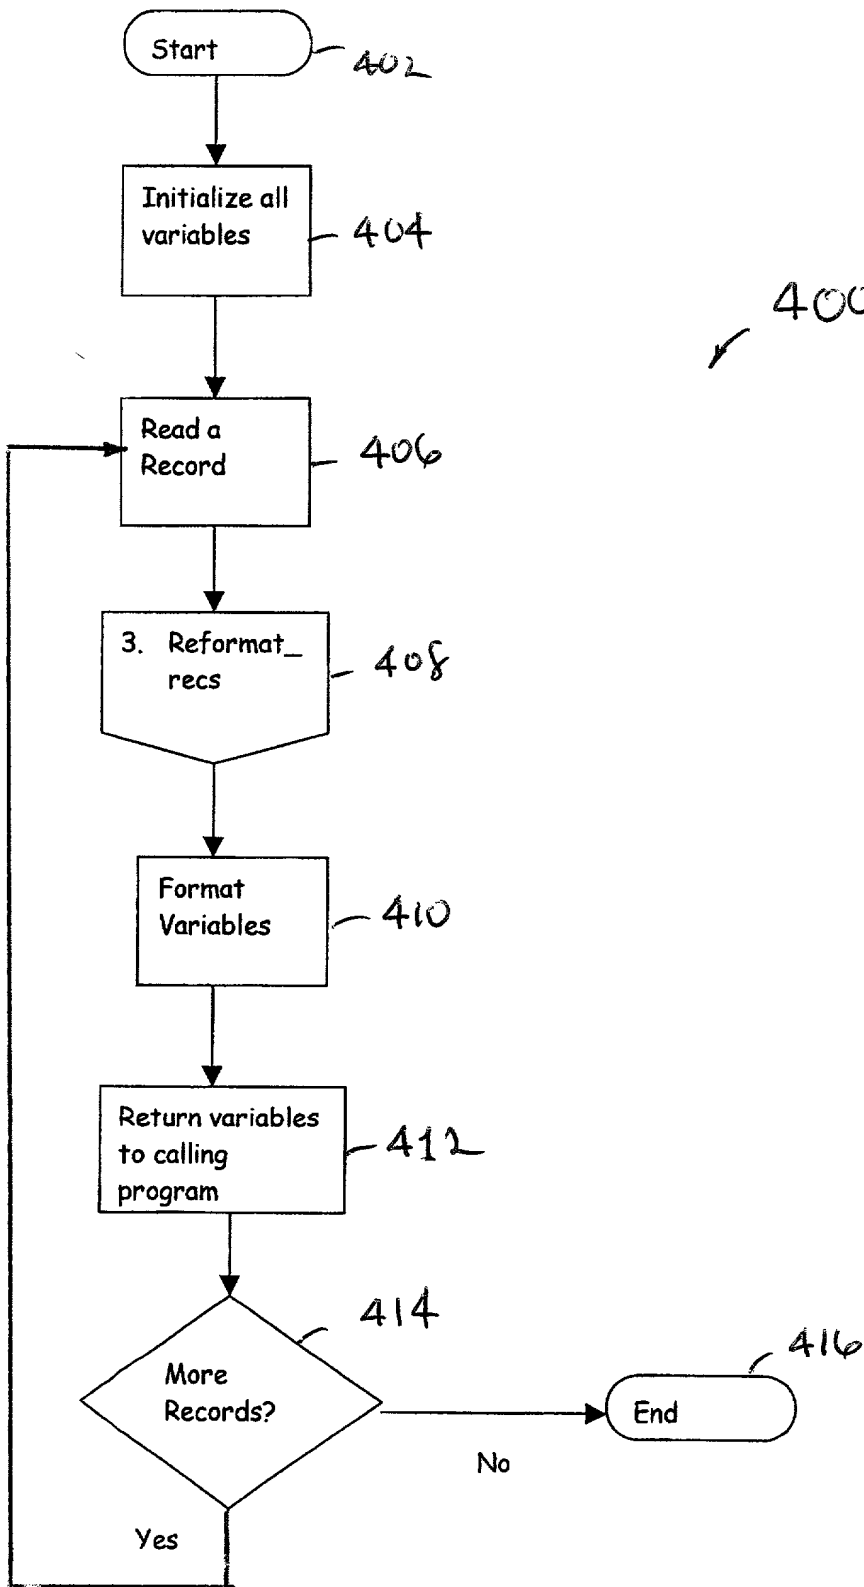 Start
402
Initialize all
variables
404
400
Read a
Record
406
3. Reformat_
recs
408
Format
Variables
410
Return variables
to calling
program
412
414
More
Records?
416
End
No
Yes